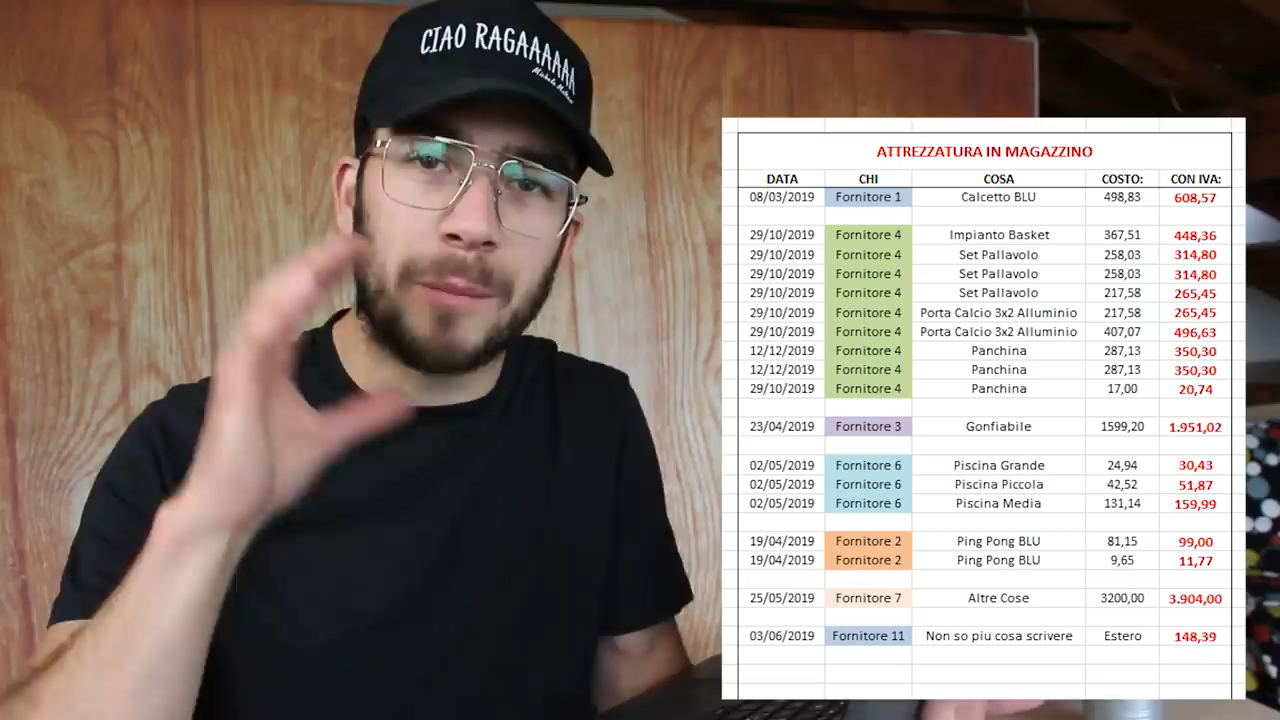 CIAO RAGAAAAAA
ATTREZZATURA IN MAGAZZINO
DATA CHI COSA COSTO: CON IVA:
08/03/2019 Fornitore 1 Calcetto BLU 498,83 608,57
29/10/2019 Fornitore 4 Impianto Basket 367,51 448,36
29/10/2019 Fornitore 4 Set Pallavolo 258,03 314,80
29/10/2019 Fornitore 4 Set Pallavolo 258,03 314,80
29/10/2019 Fornitore 4 Set Pallavolo 217,58 265,45
29/10/2019 Fornitore 4 Porta Calcio 3x2 Alluminio 217,58 265,45
29/10/2019 Fornitore 4 Porta Calcio 3x2 Alluminio 407,07 496,63
12/12/2019 Fornitore 4 Panchina 287,13 350,30
12/12/2019 Fornitore 4 Panchina 287,13 350,30
29/10/2019 Fornitore 4 Panchina 17,00 20,74
23/04/2019 Fornitore 3 Gonfiabile 1599,20 1.951,02
02/05/2019 Fornitore 6 Piscina Grande 24,94 30,43
02/05/2019 Fornitore 6 Piscina Piccola 42,52 51,87
02/05/2019 Fornitore 6 Piscina Media 131,14 159,99
19/04/2019 Fornitore 2 Ping Pong BLU 81,15 99,00
19/04/2019 Fornitore 2 Ping Pong BLU 9,65 11,77
25/05/2019 Fornitore 7 Altre Cose 3200,00 3.904,00
03/06/2019 Fornitore 11 Non so piu cosa scrivere Estero 148,39